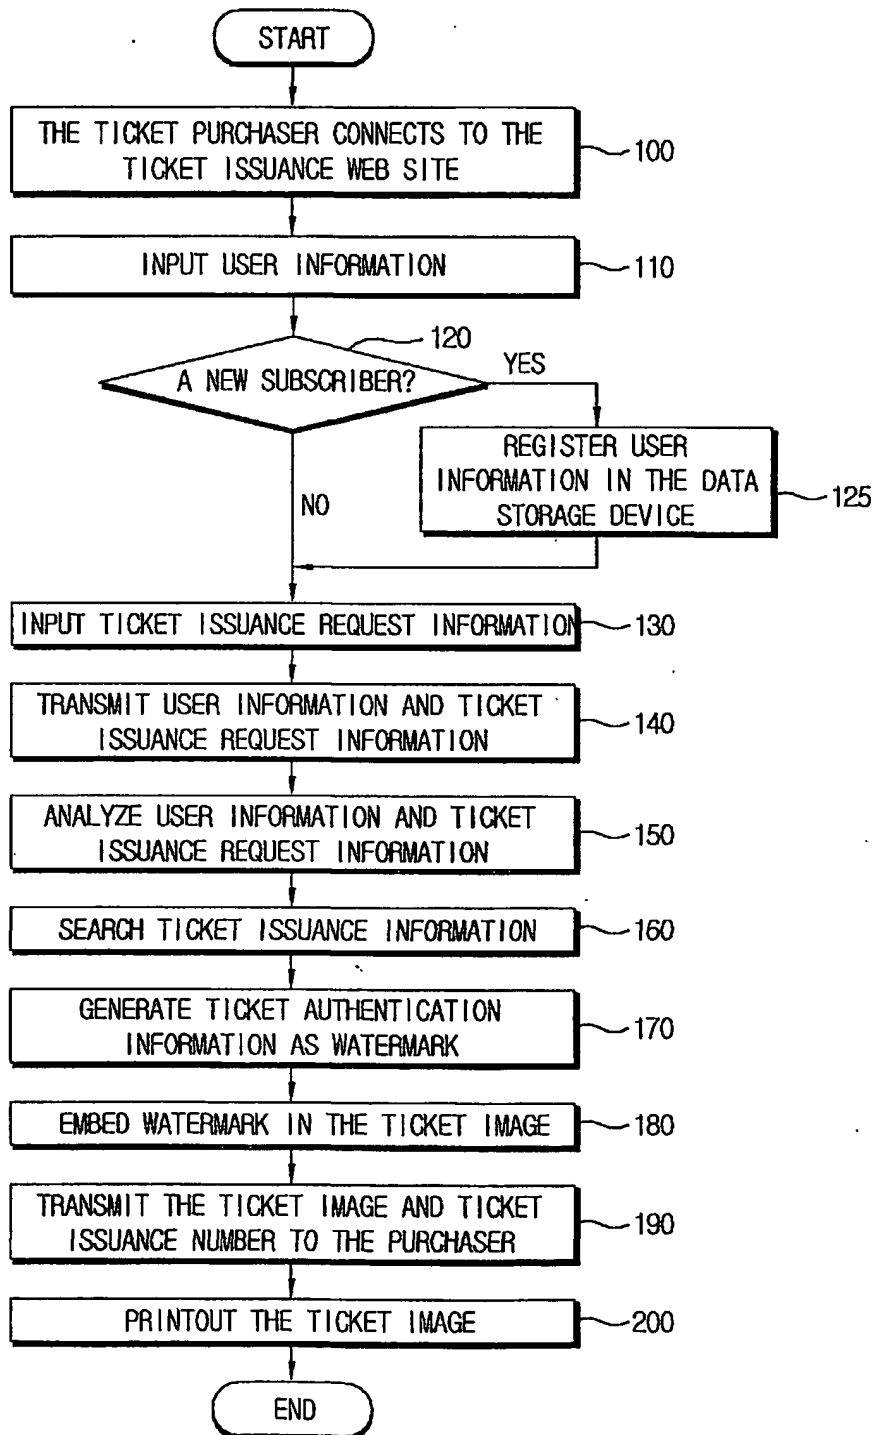 START
THE TICKET PURCHASER CONNECTS TO THE
TICKET ISSUANCE WEB SITE
100
INPUT USER INFORMATION
110
120
A NEW SUBSCRIBER?
YES
REGISTER USER
INFORMATION IN THE DATA
STORAGE DEVICE
125
NO
INPUT TICKET ISSUANCE REQUEST INFORMATION
130
TRANSMIT USER INFORMATION AND TICKET
ISSUANCE REQUEST INFORMATION
140
ANALYZE USER INFORMATION AND TICKET
ISSUANCE REQUEST INFORMATION
150
SEARCH TICKET ISSUANCE INFORMATION
160
GENERATE TICKET AUTHENTICATION
INFORMATION AS WATERMARK
170
EMBED WATERMARK IN THE TICKET IMAGE
180
TRANSMIT THE TICKET IMAGE AND TICKET
ISSUANCE NUMBER TO THE PURCHASER
190
PRINTOUT THE TICKET IMAGE
200
END